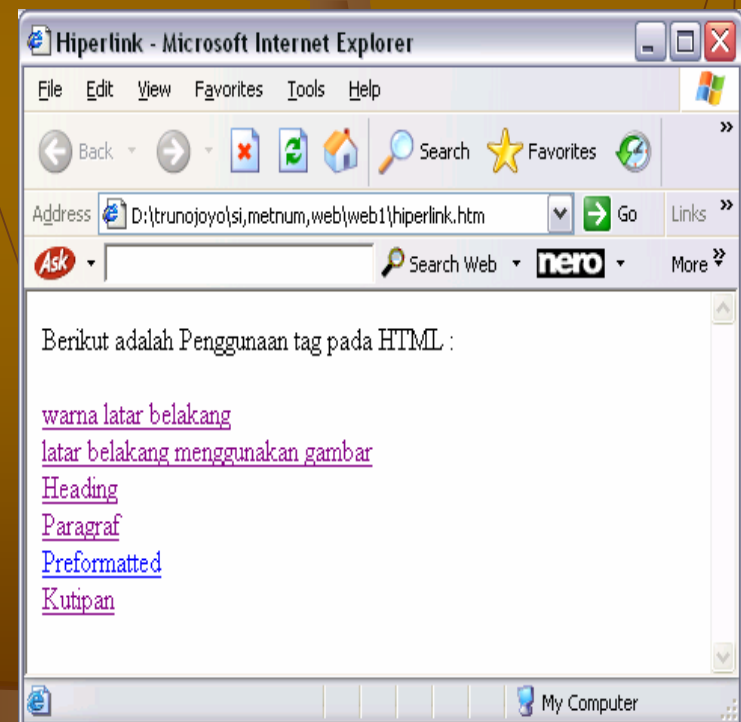 Hiperlink - Microsoft Internet Explorer
File Edit View Favorites Tools Help
Back Search Favorites »
Address D:\trunojoyo\si,metnum,web\web1\hiperlink.htm Go Links »
Ask Search Web nero More »
Berikut adalah Penggunaan tag pada HTML :
warna latar belakang
latar belakang menggunakan gambar
Heading
Paragraf
Preformatted
Kutipan
My Computer